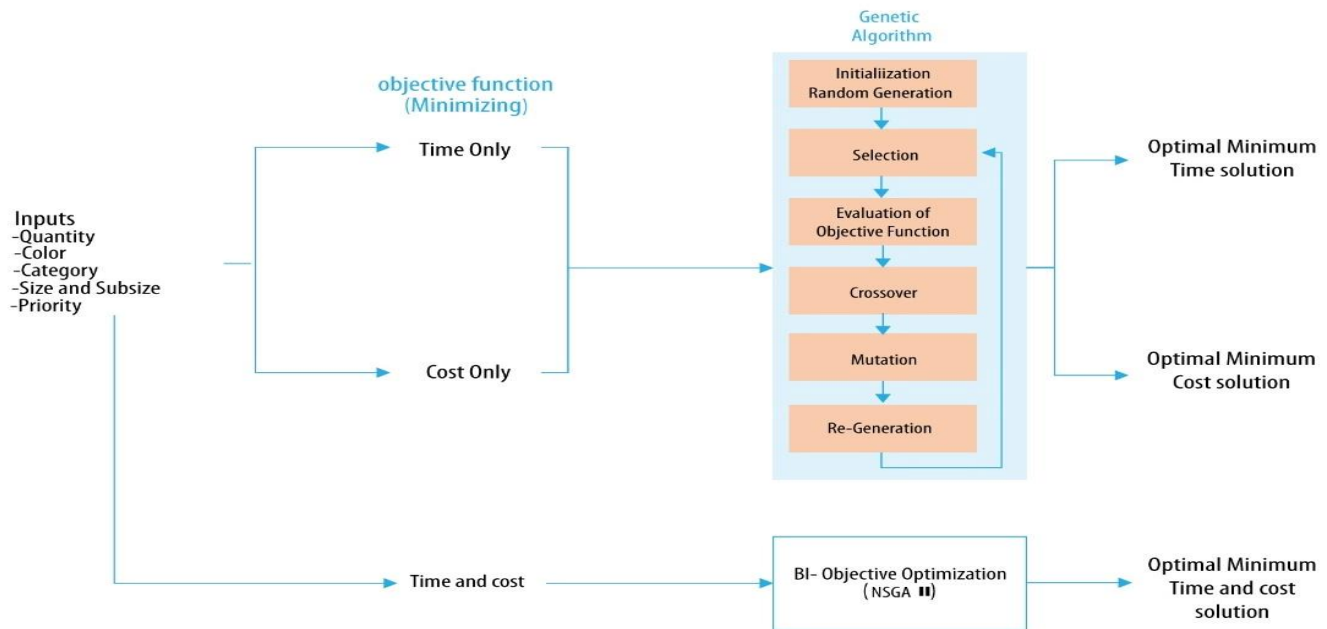 Genetic
Algorithm
objective function
(Minimizing)
Initialiization
Random Generation
Time Only
Selection
Optimal Minimum
Time solution
Inputs
-Quantity
-Color
-Category
-Size and Subsize
-Priority
Evaluation of
Objective Function
Crossover
Mutation
Cost Only
Optimal Minimum
Cost solution
Re-Generation
Time and cost
BI- Objective Optimization
( NSGA II)
Optimal Minimum
Time and cost
solution